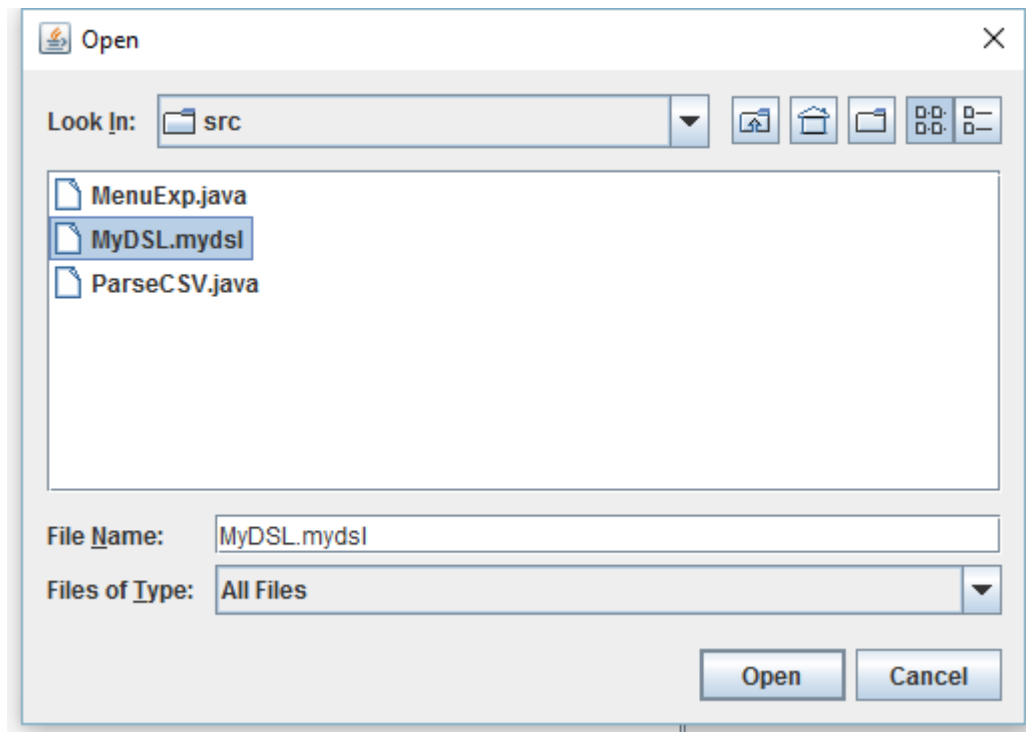 Open
Look In: src
MenuExp.java
MyDSL.mydsl
ParseCSV.java
File Name: MyDSL.mydsl
Files of Type: All Files
Open Cancel